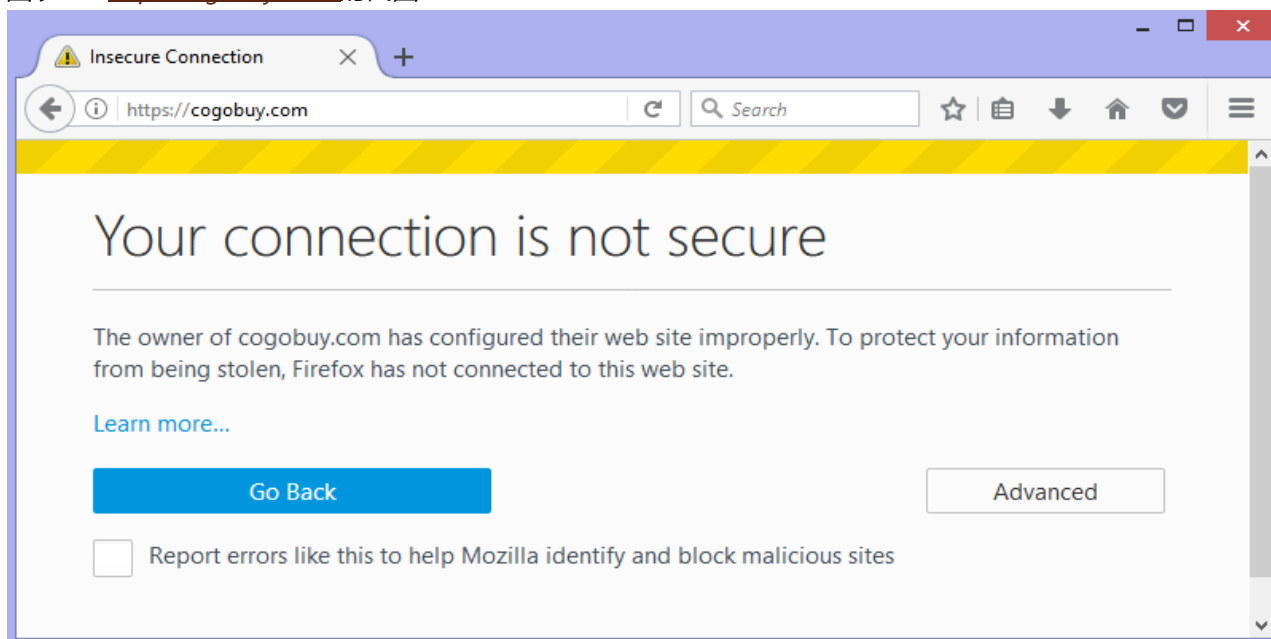 Insecure Connection
https://cogobuy.com
Search
Your connection is not secure
The owner of cogobuy.com has configured their web site improperly. To protect your information
from being stolen, Firefox has not connected to this web site.
Learn more...
Go Back
Advanced
Report errors like this to help Mozilla identify and block malicious sites